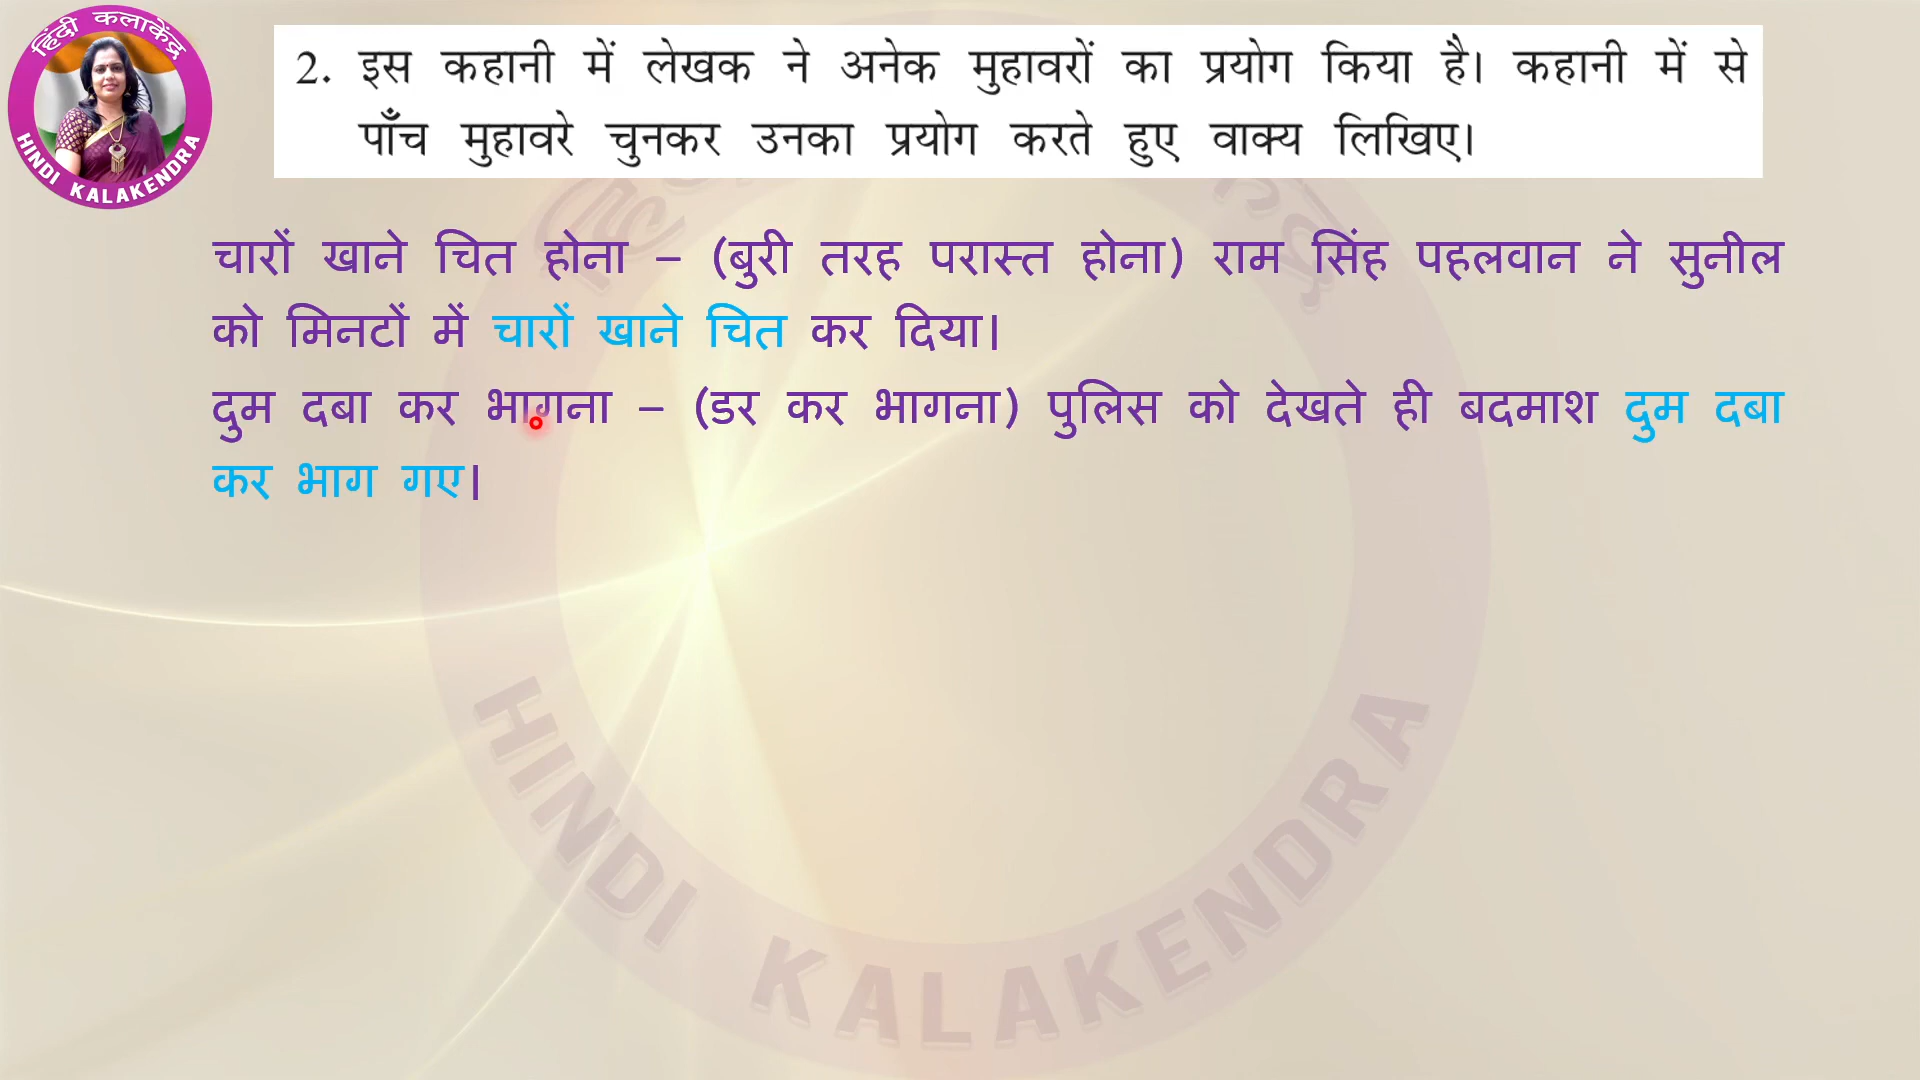 हिंदी कलाकेंद्र
HINDI KALAKENDRA
2. इस कहानी में लेखक ने अनेक मुहावरों का प्रयोग किया है। कहानी में से
पाँच मुहावरे चुनकर उनका प्रयोग करते हुए वाक्य लिखिए।
चारों खाने चित होना – (बुरी तरह परास्त होना) राम सिंह पहलवान ने सुनील
को मिनटों में चारों खाने चित कर दिया।
दुम दबा कर भागना – (डर कर भागना) पुलिस को देखते ही बदमाश दुम दबा
कर भाग गए।
HINDI KALAKENDRA